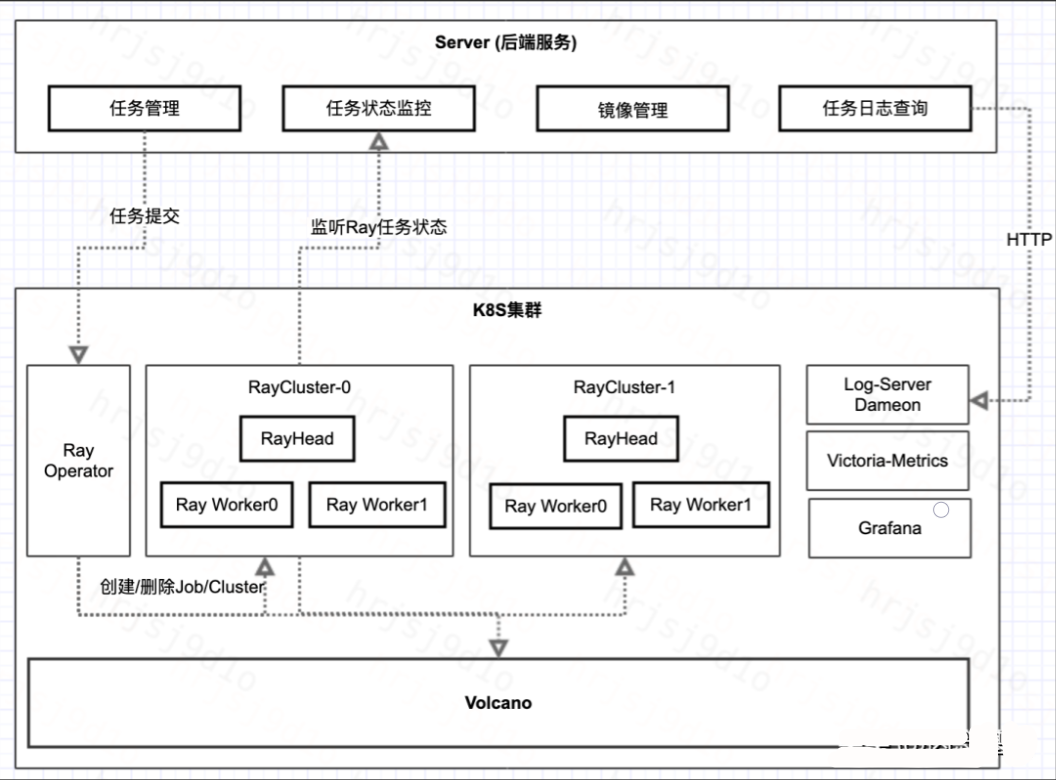 Server (后端服务)
任务管理
任务状态监控
镜像管理
任务日志查询
任务提交
监听Ray任务状态
HTTP
K8S集群
Ray
Operator
RayCluster-0
RayHead
Ray Worker0
Ray Worker1
RayCluster-1
RayHead
Ray Worker0
Ray Worker1
Log-Server
Dameon
Victoria-Metrics
Grafana
创建/删除Job/Cluster
Volcano